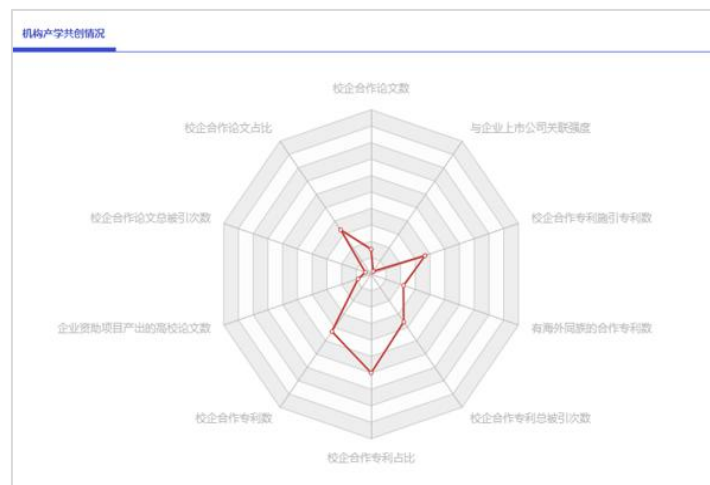 机构产学共创情况
校企合作论文数
校企合作论文占比
与企业上市公司关联强度
校企合作论文总被引次数
校企合作专利施引专利数
企业资助项目产出的高校论文数
有海外同族的合作专利数
校企合作专利数
校企合作专利总被引次数
校企合作专利占比